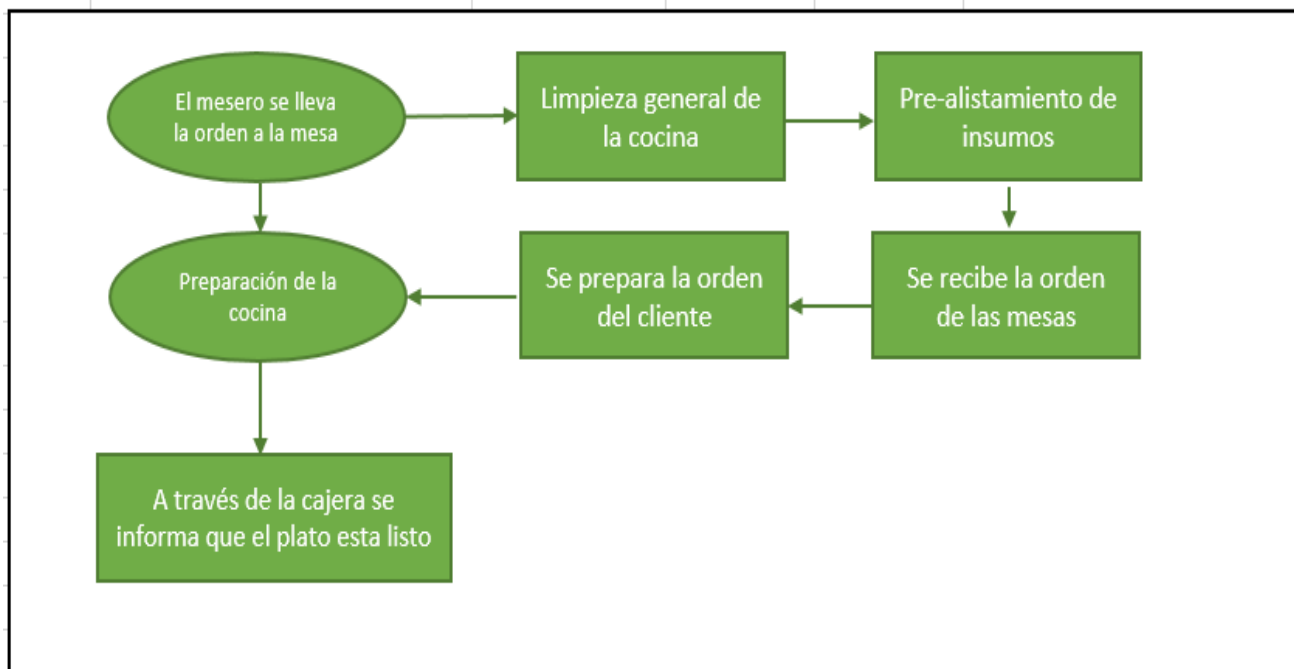 El mesero se lleva
la orden a la mesa
Limpieza general de
la cocina
Pre-alistamiento de
insumos
Preparación de la
cocina
Se prepara la orden
del cliente
Se recibe la orden
de las mesas
A través de la cajera se
informa que el plato esta listo